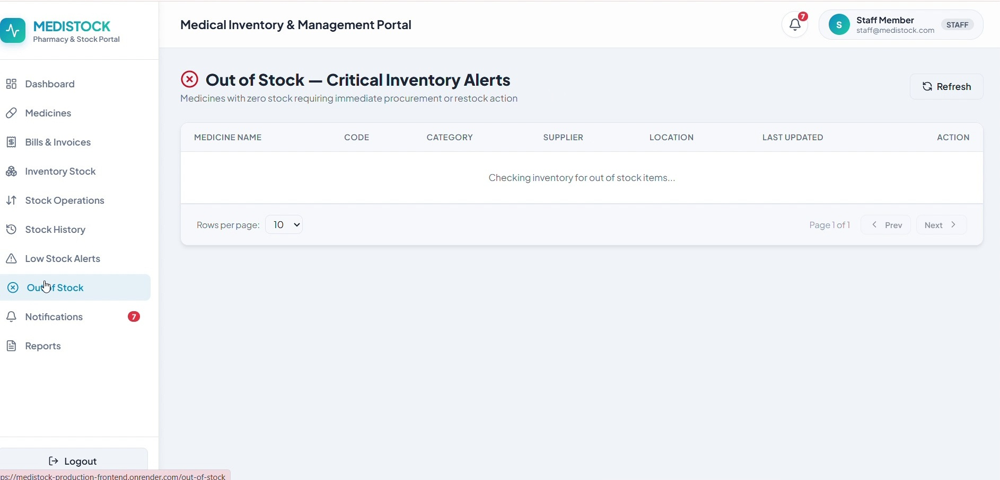 MEDISTOCK
Pharmacy & Stock Portal
Medical Inventory & Management Portal
7
S
Staff Member
staff@medistock.com
STAFF
Dashboard
Medicines
Bills & Invoices
Inventory Stock
Stock Operations
Stock History
Low Stock Alerts
Out of Stock
Notifications 7
Reports
Logout
Out of Stock — Critical Inventory Alerts
Medicines with zero stock requiring immediate procurement or restock action
Refresh
MEDICINE NAME CODE CATEGORY SUPPLIER LOCATION LAST UPDATED ACTION
Checking inventory for out of stock items...
Rows per page: 10 Page 1 of 1 Prev Next
ps://medistock-production-frontend.onrender.com/out-of-stock